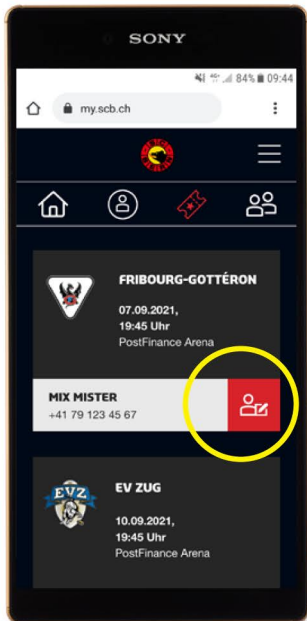 SONY
84% 09:44
my.scb.ch
FRIBOURG-GOTTÉRON
07.09.2021,
19:45 Uhr
PostFinance Arena
MIX MISTER
+41 79 123 45 67
EVZ
EV ZUG
10.09.2021,
19:45 Uhr
PostFinance Arena